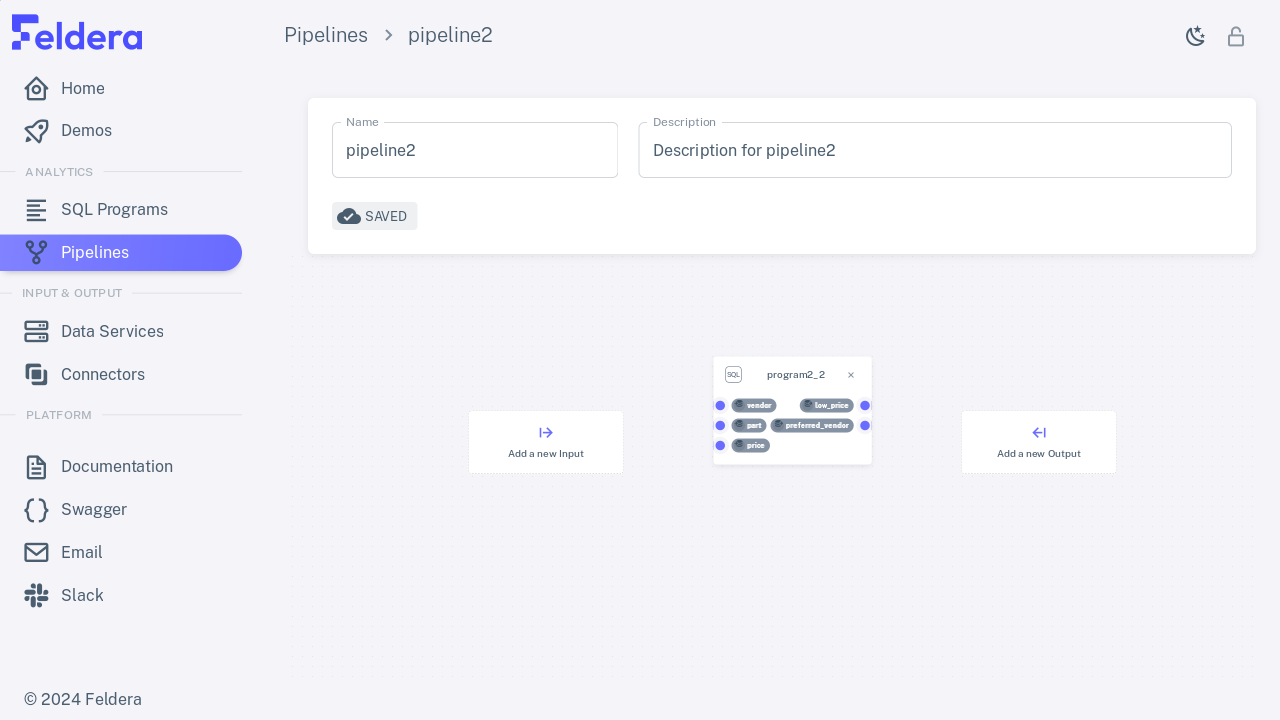 Feldera
Pipelines
pipeline2
Home
Demos
ANALYTICS
SQL Programs
Pipelines
INPUT & OUTPUT
Data Services
Connectors
PLATFORM
Documentation
Swagger
Email
Slack
© 2024 Feldera
Name
pipeline2
Description
Description for pipeline2
SAVED
SQL program2_2
vendor low_price
part preferred_vendor
price
Add a new Input
Add a new Output